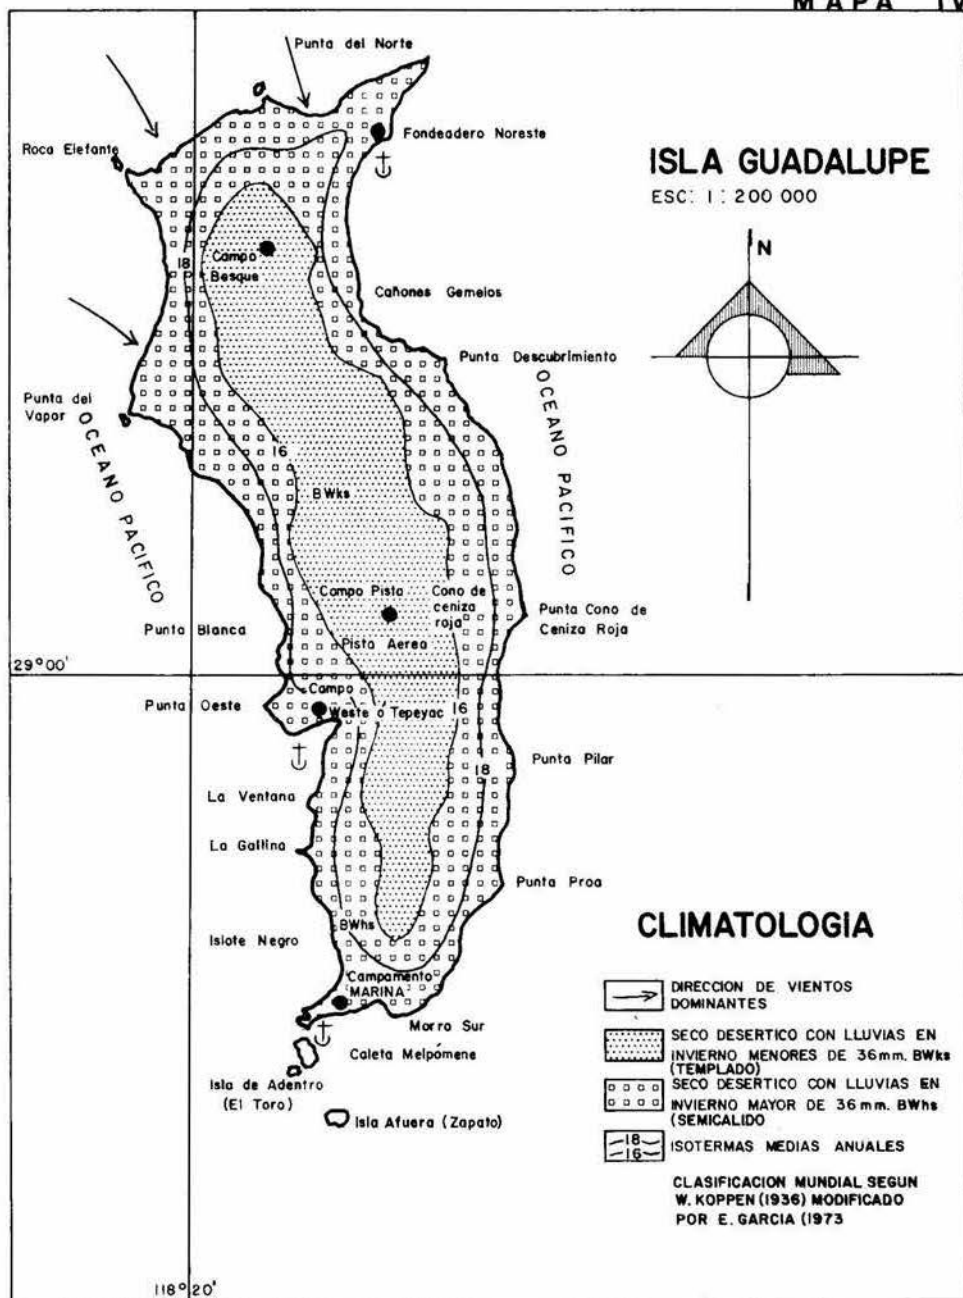 MAPA IV
Punta del Norte
Fondeadero Noreste
Roca Elefante
ISLA GUADALUPE
ESC: 1 : 200 000
N
18
Campo
Besque
Cañones Gemelos
Punta Descubrimiento
OCEANO PACIFICO
Punta del
Vapor
OCEANO PACIFICO
16
BWks
Campo Pista
Cono de
ceniza
roja
Punta Cono de
Ceniza Roja
Punta Blanca
Pista Aerea
29°00'
Campo
Punta Oeste
Weste o' Tepeyac
16
Punta Pilar
18
La Ventana
La Gallina
Punta Proa
BWhs
Islote Negro
Campamento
MARINA
Morro Sur
Caleta Melpómene
Isla de Adentro
(El Toro)
Isla Afuera (Zapato)
118°20'
CLIMATOLOGIA
DIRECCION DE VIENTOS
DOMINANTES
SECO DESERTICO CON LLUVIAS EN
INVIERNO MENORES DE 36mm. BWks
(TEMPLADO)
SECO DESERTICO CON LLUVIAS EN
INVIERNO MAYOR DE 36mm. BWhs
(SEMICALIDO
18
16
ISOTERMAS MEDIAS ANUALES
CLASIFICACION MUNDIAL SEGUN
W. KOPPEN (1936) MODIFICADO
POR E. GARCIA (1973